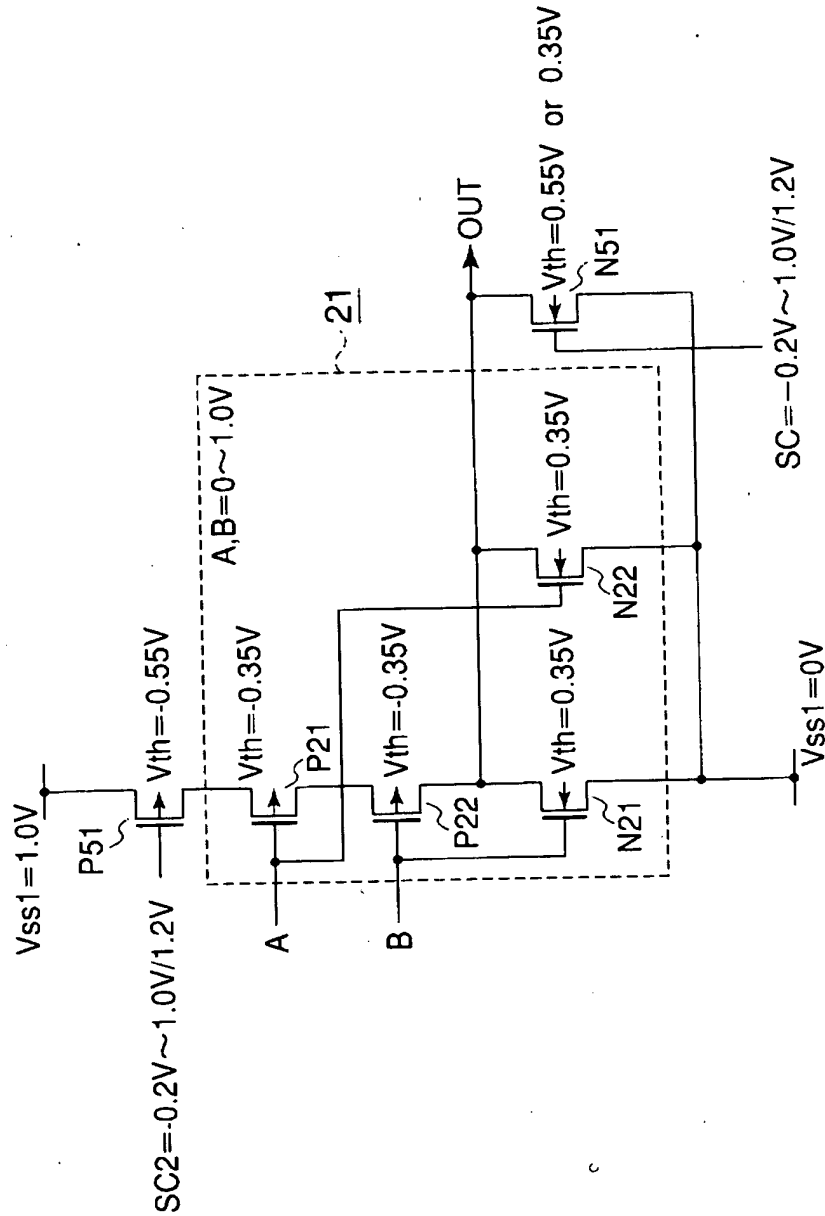 Vss1=1.0V
P51
Vth=-0.55V
SC2=-0.2V~1.0V/1.2V
A,B=0~1.0V
21
Vth=-0.35V
P21
A
Vth=-0.35V
P22
B
OUT
Vth=0.35V
N21
Vth=0.35V
N22
Vth=0.55V or 0.35V
N51
SC=-0.2V~1.0V/1.2V
Vss1=0V